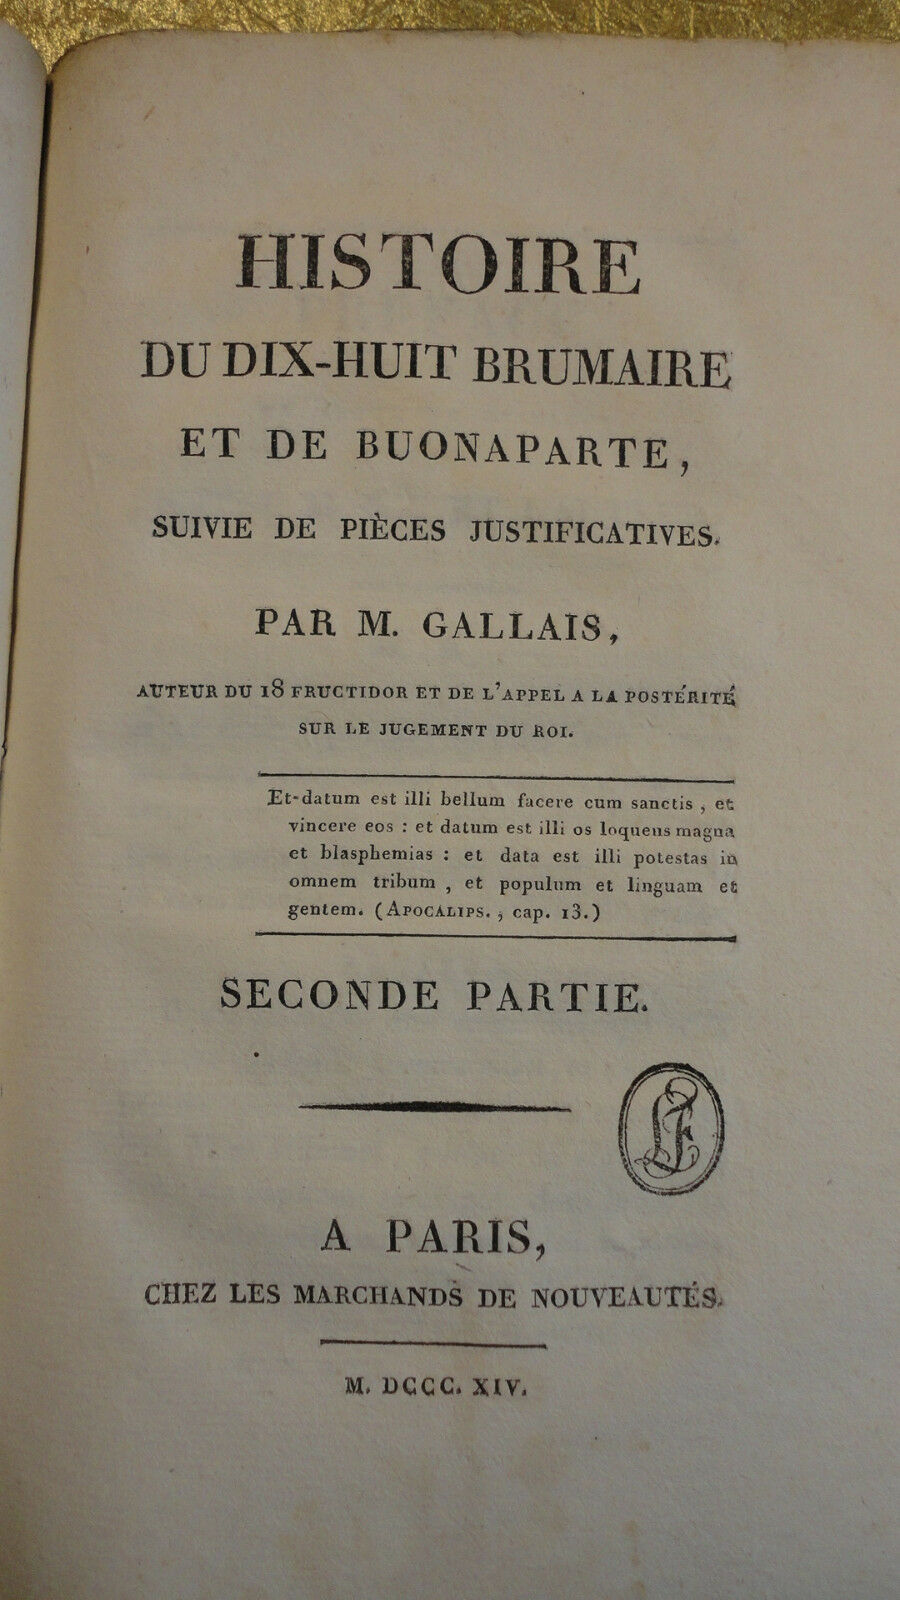 HISTOIRE
DU DIX-HUIT BRUMAIRE
ET DE BUONAPARTE,
SUIVIE DE PIÈCES JUSTIFICATIVES.
PAR M. GALLAIS,
AUTEUR DU 18 FRUCTIDOR ET DE L'APPEL A LA POSTÉRITÉ
SUR LE JUGEMENT DU ROI.
Et-datum est illi bellum facere cum sanctis, et
vincere eos : et datum est illi os loquens magna
et blasphemias : et data est illi potestas in
omnem tribum, et populum et linguam et
gentem. (APOCALIPS., cap. 13.)
SECONDE PARTIE.
A PARIS,
CHEZ LES MARCHANDS DE NOUVEAUTÉS.
M. DCCC. XIV.